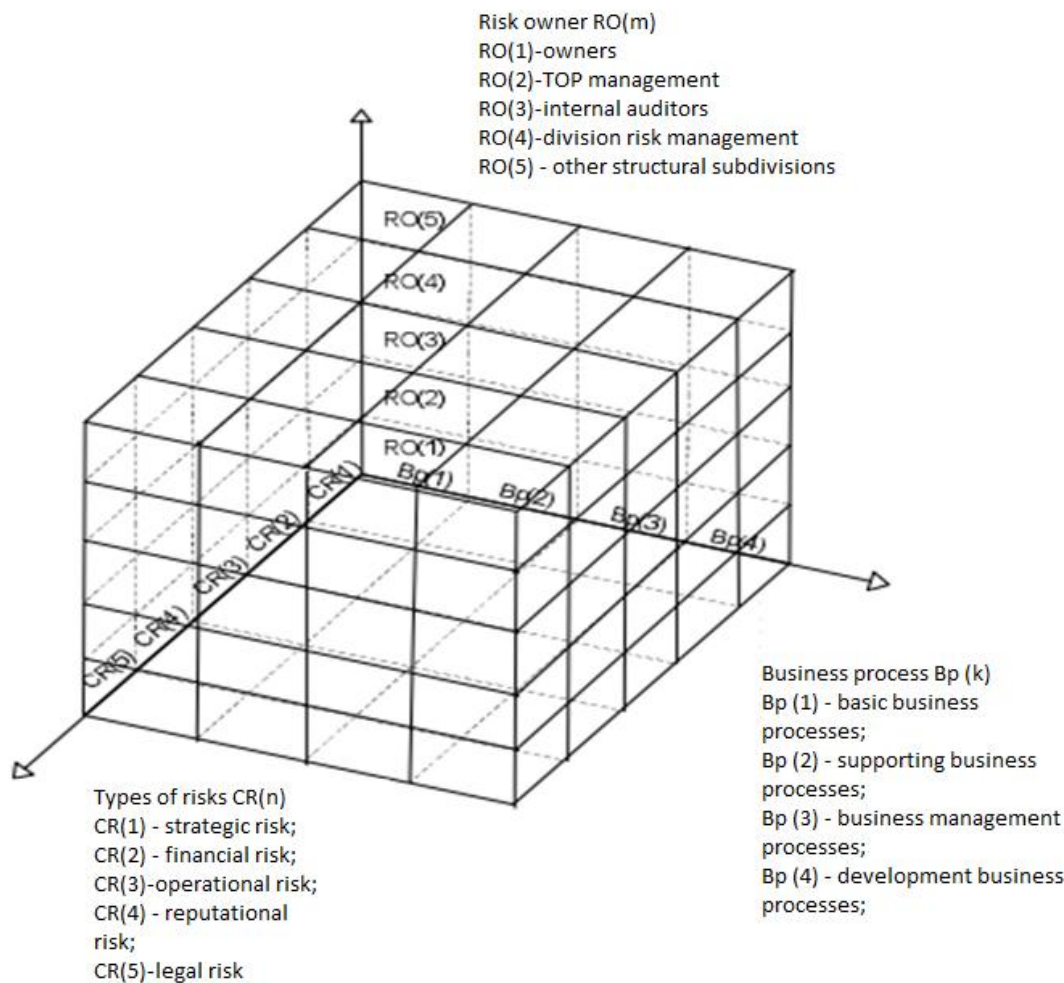 Risk owner RO(m)
RO(1)-owners
RO(2)-TOP management
RO(3)-internal auditors
RO(4)-division risk management
RO(5) - other structural subdivisions
RO(5)
RO(4)
RO(3)
RO(2)
RO(1)
Bp(1)
Bp(2)
Bp(3)
Bp(4)
CR(1)
CR(2)
CR(3)
CR(4)
CR(5)
Business process Bp (k)
Bp (1) - basic business
processes;
Bp (2) - supporting business
processes;
Bp (3) - business management
processes;
Bp (4) - development business
processes;
Types of risks CR(n)
CR(1) - strategic risk;
CR(2) - financial risk;
CR(3)-operational risk;
CR(4) - reputational
risk;
CR(5)-legal risk